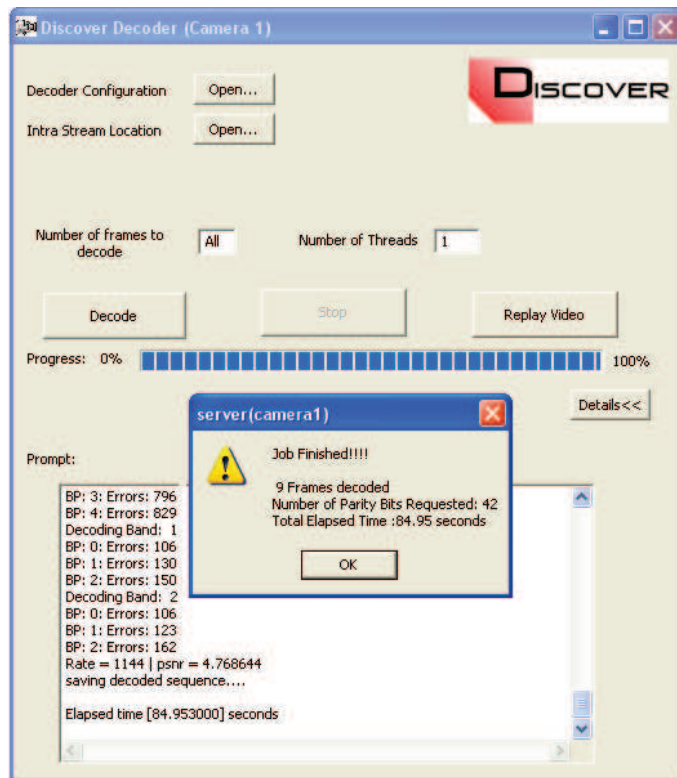 Discover Decoder (Camera 1)
DISCOVER
Decoder Configuration
Open...
Intra Stream Location
Open...
Number of frames to
decode
All
Number of Threads
1
Decode
Stop
Replay Video
Progress: 0%
100%
Details<<
server(camera1)
Job Finished!!!!
9 Frames decoded
Number of Parity Bits Requested: 42
Total Elapsed Time :84.95 seconds
OK
Prompt:
BP: 3: Errors: 796
BP: 4: Errors: 829
Decoding Band: 1
BP: 0: Errors: 106
BP: 1: Errors: 130
BP: 2: Errors: 150
Decoding Band: 2
BP: 0: Errors: 106
BP: 1: Errors: 123
BP: 2: Errors: 162
Rate = 1144 | psnr = 4.768644
saving decoded sequence....
Elapsed time [84.953000] seconds